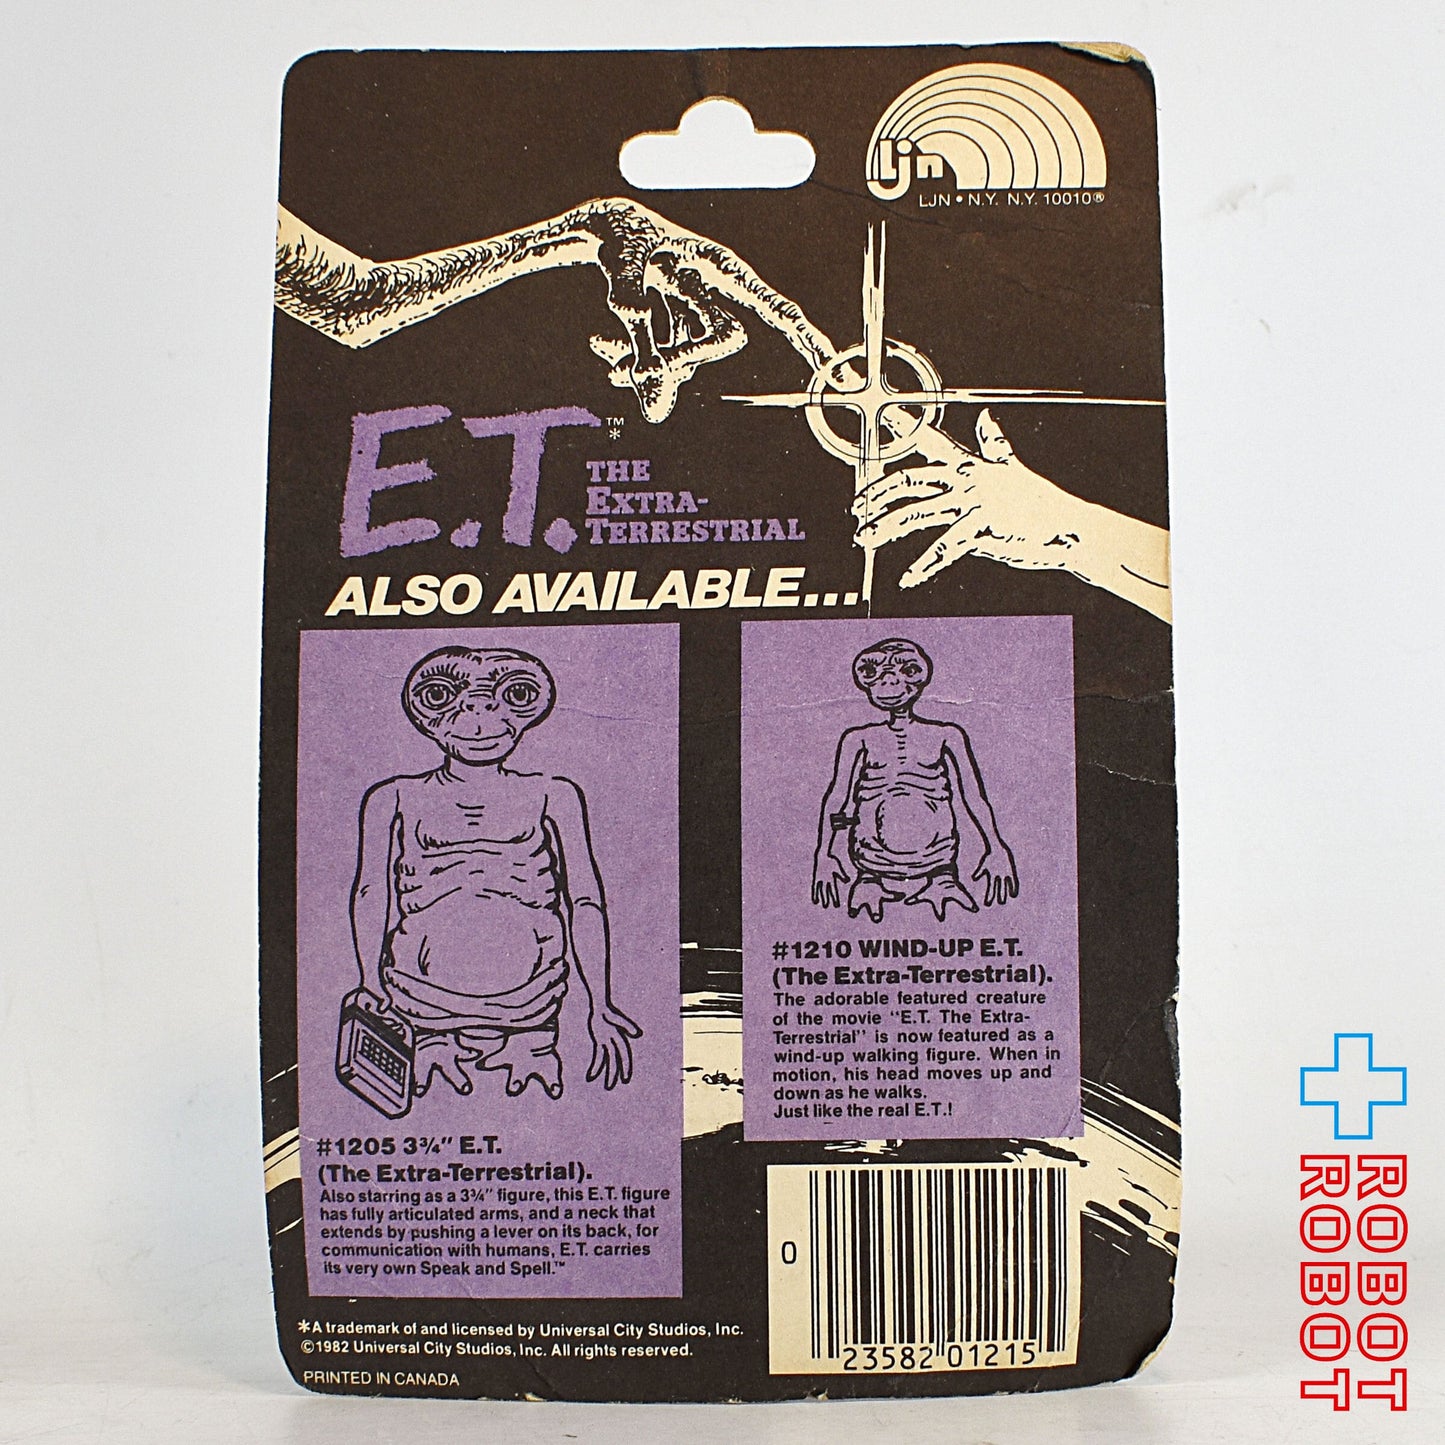 ljn
LJN • N.Y. N.Y. 10010®
E.T.™*
THE
EXTRA-
TERRESTRIAL
ALSO AVAILABLE...
#1205 3¾" E.T.
(The Extra-Terrestrial).
Also starring as a 3¾" figure, this E.T. figure
has fully articulated arms, and a neck that
extends by pushing a lever on its back, for
communication with humans, E.T. carries
its very own Speak and Spell.™
#1210 WIND-UP E.T.
(The Extra-Terrestrial).
The adorable featured creature
of the movie "E.T. The Extra-
Terrestrial" is now featured as a
wind-up walking figure. When in
motion, his head moves up and
down as he walks.
Just like the real E.T.!
0
23582 01215
*A trademark of and licensed by Universal City Studios, Inc.
©1982 Universal City Studios, Inc. All rights reserved.
PRINTED IN CANADA
ROBOT
ROBOT